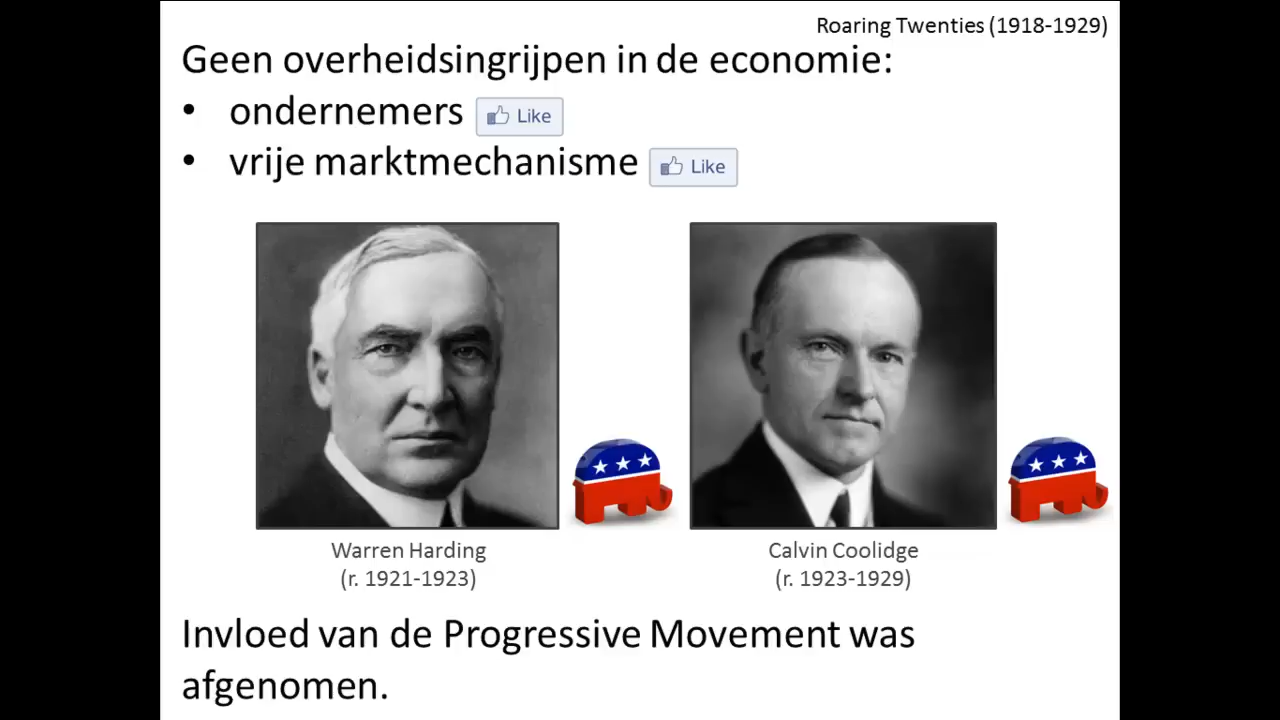 Roaring Twenties (1918-1929)
Geen overheidsingrijpen in de economie:
• ondernemers Like
• vrije marktmechanisme Like
Warren Harding
(r. 1921-1923)
Calvin Coolidge
(r. 1923-1929)
Invloed van de Progressive Movement was
afgenomen.